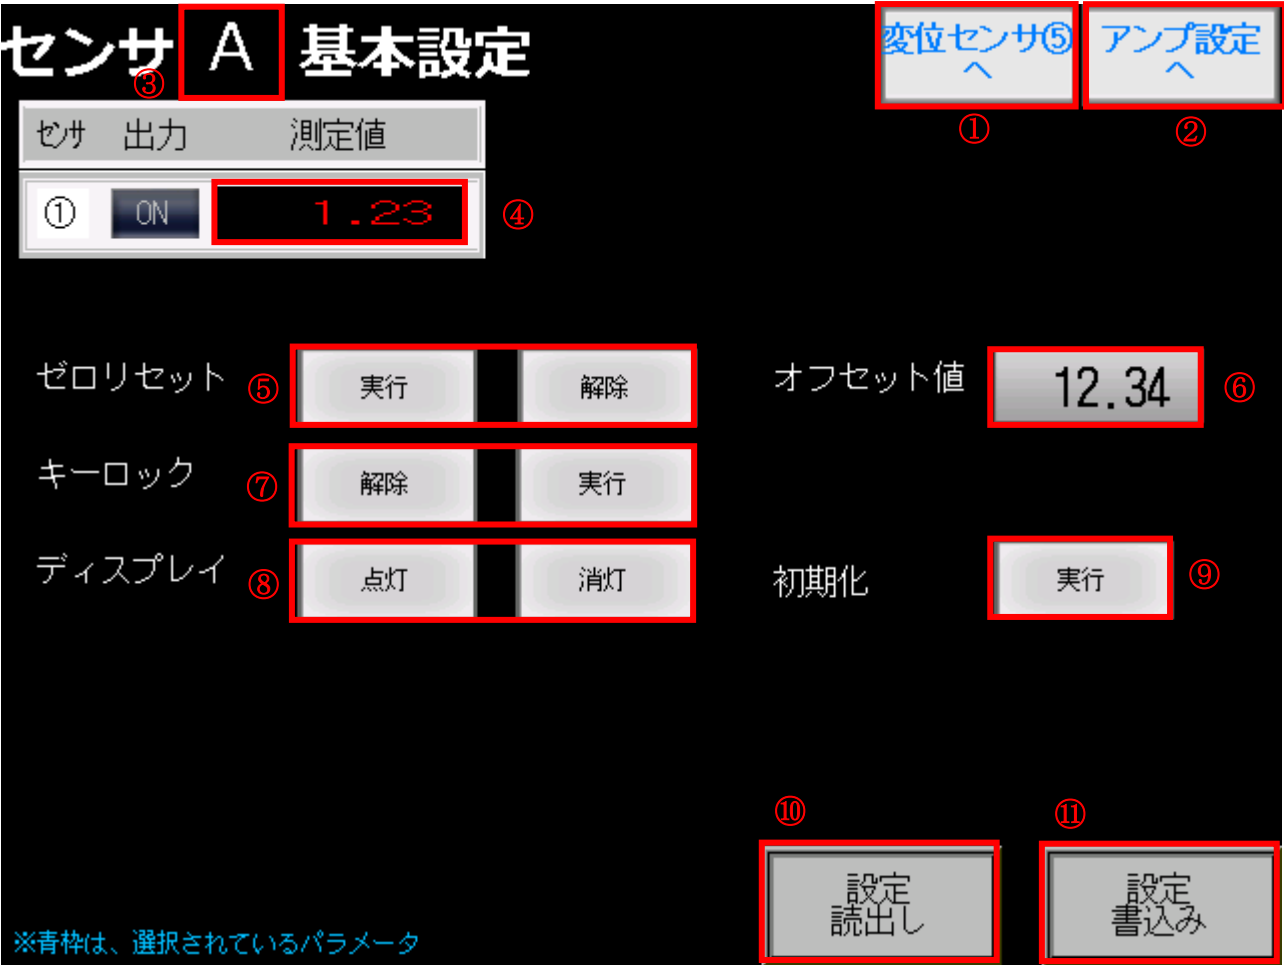 センサ A 基本設定
③
変位センサ⑤
へ
①
アンプ設定
へ
②
センサ 出力 測定値
① ON 1.23 ④
ゼロリセット ⑤ 実行 解除
オフセット値 12.34 ⑥
キーロック ⑦ 解除 実行
ディスプレイ ⑧ 点灯 消灯
初期化 実行 ⑨
⑩
設定
読出し
⑪
設定
書込み
※青枠は、選択されているパラメータ